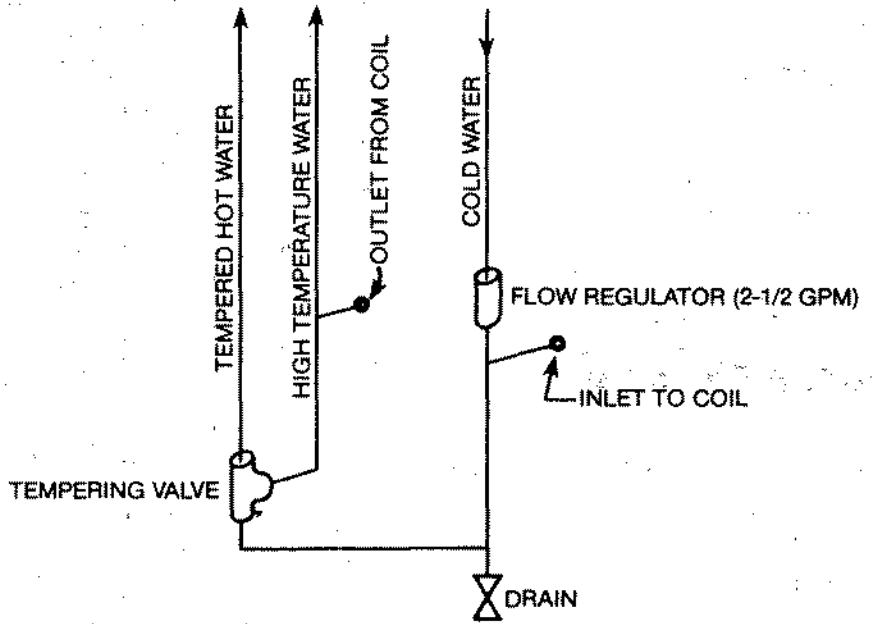 TEMPERED HOT WATER
HIGH TEMPERATURE WATER
OUTLET FROM COIL
COLD WATER
FLOW REGULATOR (2-1/2 GPM)
INLET TO COIL
TEMPERING VALVE
DRAIN